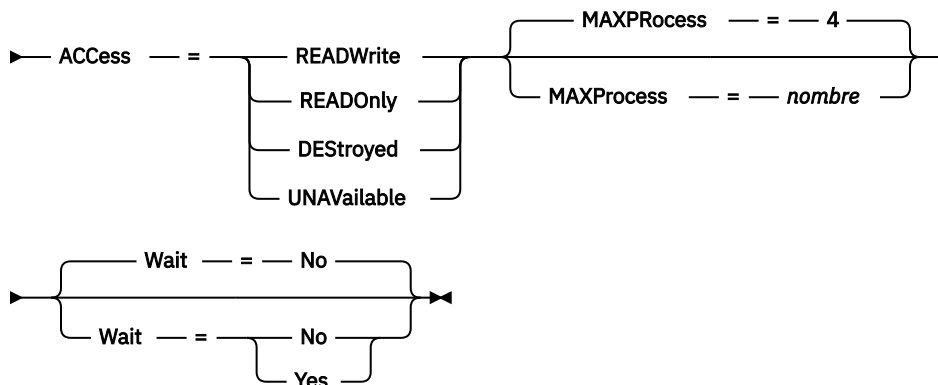 MAXPRocess = 4
ACCess = READWrite
READOnly
MAXProcess = nombre
DEStroyed
UNAVailable
Wait = No
Wait = No
Yes